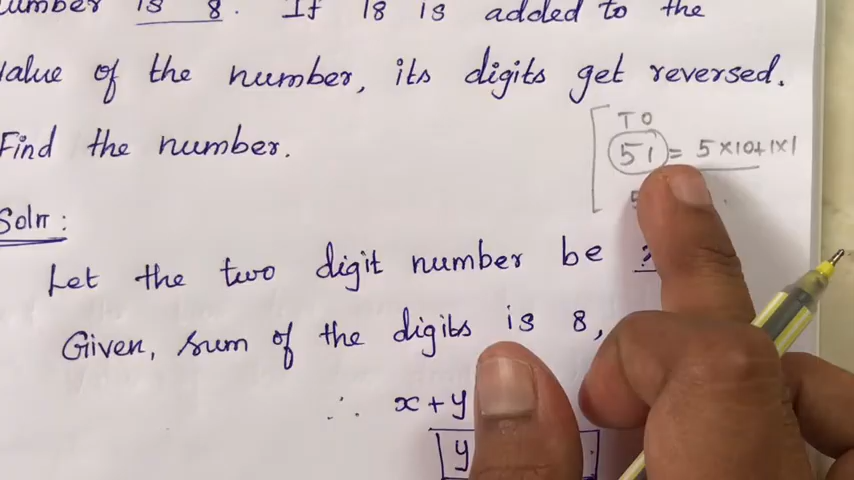 number is 8. If 18 is added to the
value of the number, its digits get reversed.
Find the number.
T O
51 = 5 × 10 + 1 × 1
5
Soln:
Let the two digit number be
Given, sum of the digits is 8,
∴ x + y
y